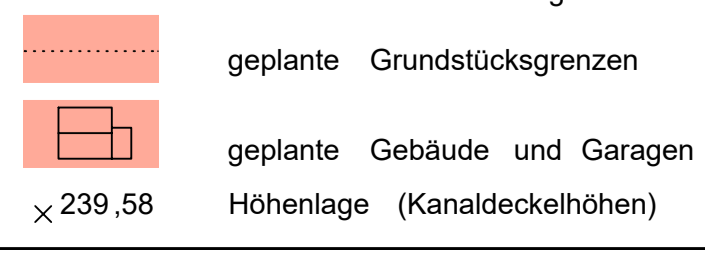 geplante Grundstücksgrenzen
geplante Gebäude und Garagen
× 239,58 Höhenlage (Kanaldeckelhöhen)